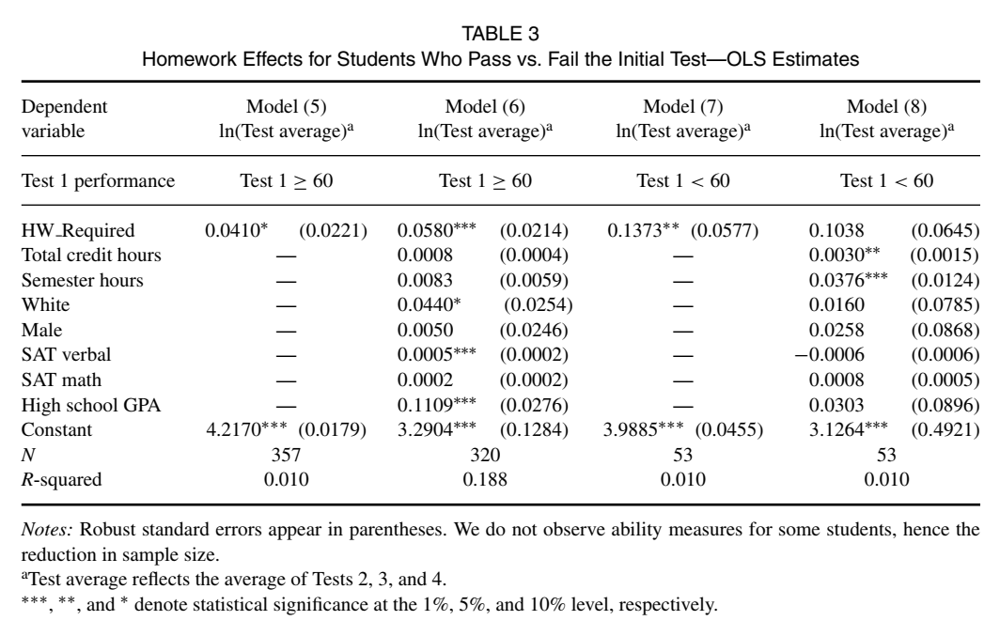 TABLE 3
Homework Effects for Students Who Pass vs. Fail the Initial Test—OLS Estimates
Dependent Model (5) Model (6) Model (7) Model (8)
variable ln(Test average)ᵃ ln(Test average)ᵃ ln(Test average)ᵃ ln(Test average)ᵃ
Test 1 performance Test 1 ≥ 60 Test 1 ≥ 60 Test 1 < 60 Test 1 < 60
HW_Required 0.0410* (0.0221) 0.0580*** (0.0214) 0.1373** (0.0577) 0.1038 (0.0645)
Total credit hours — 0.0008 (0.0004) — 0.0030** (0.0015)
Semester hours — 0.0083 (0.0059) — 0.0376*** (0.0124)
White — 0.0440* (0.0254) — 0.0160 (0.0785)
Male — 0.0050 (0.0246) — 0.0258 (0.0868)
SAT verbal — 0.0005*** (0.0002) — −0.0006 (0.0006)
SAT math — 0.0002 (0.0002) — 0.0008 (0.0005)
High school GPA — 0.1109*** (0.0276) — 0.0303 (0.0896)
Constant 4.2170*** (0.0179) 3.2904*** (0.1284) 3.9885*** (0.0455) 3.1264*** (0.4921)
N 357 320 53 53
R-squared 0.010 0.188 0.010 0.010
Notes: Robust standard errors appear in parentheses. We do not observe ability measures for some students, hence the
reduction in sample size.
ᵃTest average reflects the average of Tests 2, 3, and 4.
***, **, and * denote statistical significance at the 1%, 5%, and 10% level, respectively.